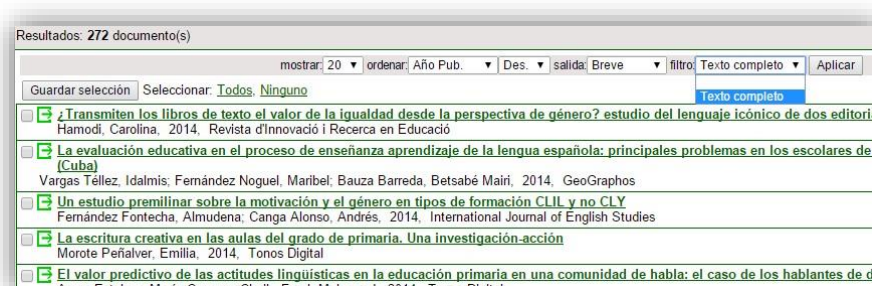 Resultados: 272 documento(s)
mostrar: 20 ▼ ordenar: Año Pub. ▼ Des. ▼ salida: Breve ▼ filtro: Texto completo ▼ Aplicar
Guardar selección Seleccionar: Todos, Ninguno
Texto completo
¿Transmiten los libros de texto el valor de la igualdad desde la perspectiva de género? estudio del lenguaje icónico de dos editori
Hamodi, Carolina, 2014, Revista d'Innovació i Recerca en Educació
La evaluación educativa en el proceso de enseñanza aprendizaje de la lengua española: principales problemas en los escolares de
(Cuba)
Vargas Téllez, Idalmis; Fernández Noguel, Maribel; Bauza Barreda, Betsabé Mairi, 2014, GeoGraphos
Un estudio premilinar sobre la motivación y el género en tipos de formación CLIL y no CLY
Fernández Fontecha, Almudena; Canga Alonso, Andrés, 2014, International Journal of English Studies
La escritura creativa en las aulas del grado de primaria. Una investigación-acción
Morote Peñalver, Emilia, 2014, Tonos Digital
El valor predictivo de las actitudes lingüísticas en la educación primaria en una comunidad de habla: el caso de los hablantes de d